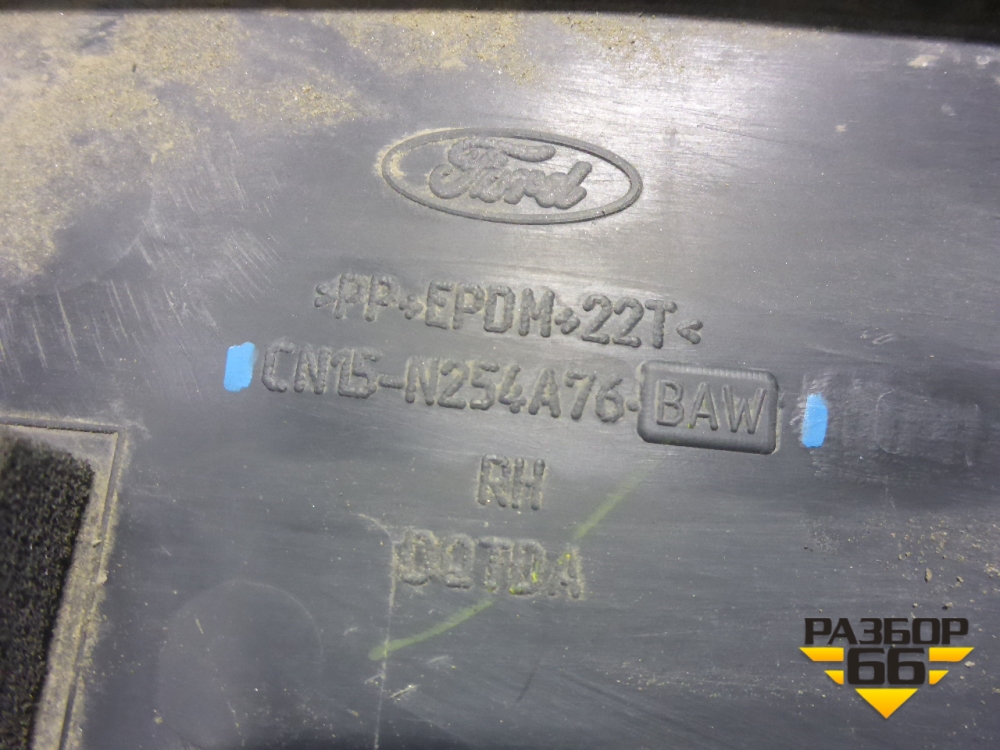 Ford
>PP+EPDM+22T<
CN15-N254A76-BAW
RH
РАЗБОР
66